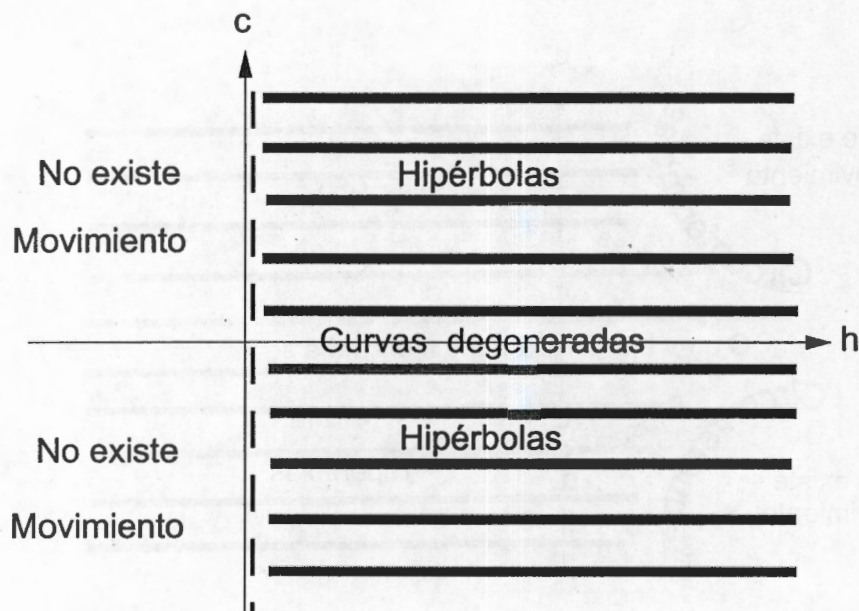 c
No existe
Hipérbolas
Movimiento
Curvas degeneradas
h
Hipérbolas
No existe
Movimiento